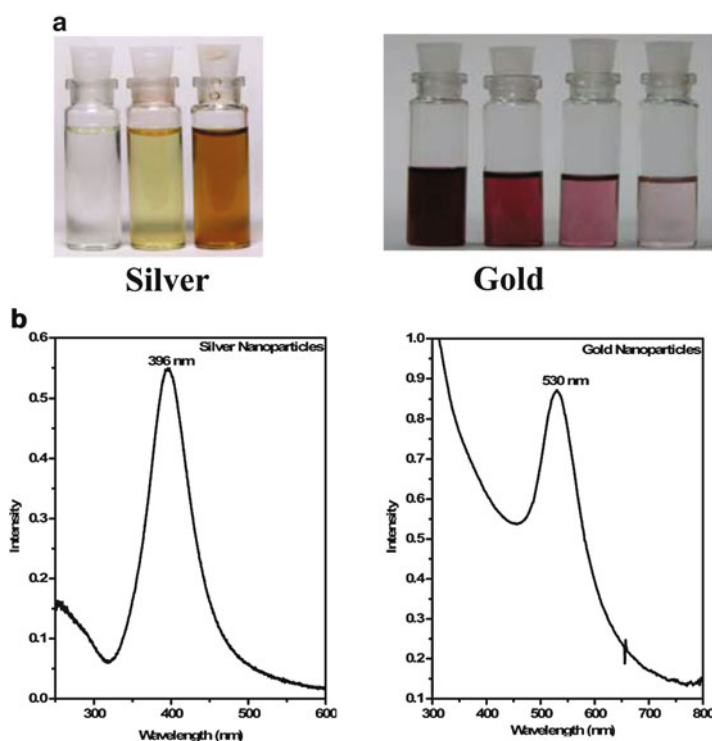 a
Silver
Gold
b
Silver Nanoparticles
396 nm
0.6
0.5
0.4
0.3
0.2
0.1
0.0
Intensity
300
400
500
600
Wavelength (nm)
Gold Nanoparticles
530 nm
1.0
0.9
0.8
0.7
0.6
0.5
0.4
0.3
0.2
0.1
Intensity
300
400
500
600
700
800
Wavelength (nm)